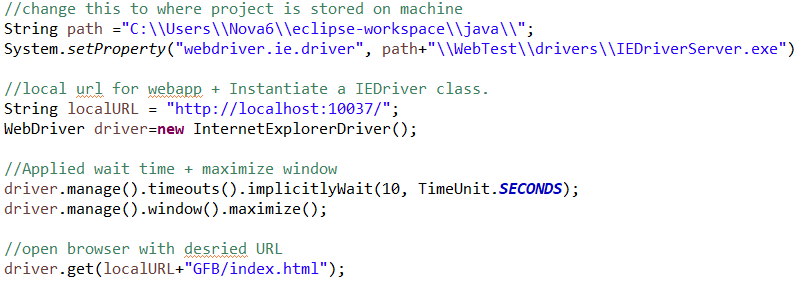 //change this to where project is stored on machine
String path ="C:\\Users\\Nova6\\eclipse-workspace\\java\\";
System.setProperty("webdriver.ie.driver", path+"\\WebTest\\drivers\\IEDriverServer.exe")
//local url for webapp + Instantiate a IEDriver class.
String localURL = "http://localhost:10037/";
WebDriver driver=new InternetExplorerDriver();
//Applied wait time + maximize window
driver.manage().timeouts().implicitlyWait(10, TimeUnit.SECONDS);
driver.manage().window().maximize();
//open browser with desried URL
driver.get(localURL+"GFB/index.html");